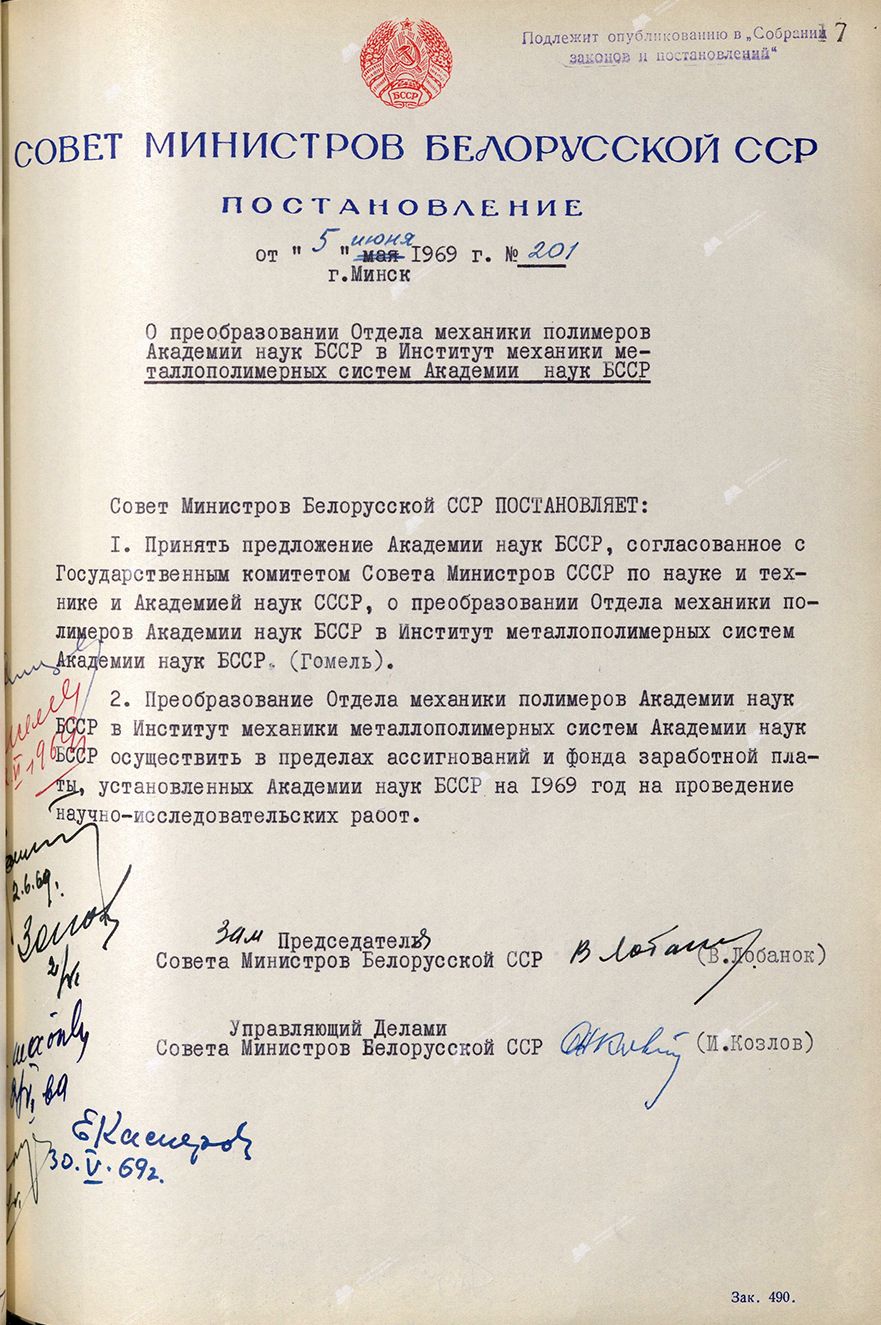 Подлежит опубликованию в „Собрании
законов и постановлений“
17
БССР
СОВЕТ МИНИСТРОВ БЕЛОРУССКОЙ ССР
ПОСТАНОВЛЕНИЕ
от " 5 " мая июня 1969 г. № 201
г.Минск
О преобразовании Отдела механики полимеров
Академии наук БССР в Институт механики ме-
таллополимерных систем Академии наук БССР
Совет Министров Белорусской ССР ПОСТАНОВЛЯЕТ:
1. Принять предложение Академии наук БССР, согласованное с
Государственным комитетом Совета Министров СССР по науке и тех-
нике и Академией наук СССР, о преобразовании Отдела механики по-
лимеров Академии наук БССР в Институт металлополимерных систем
Академии наук БССР (Гомель).
2. Преобразование Отдела механики полимеров Академии наук
БССР в Институт механики металлополимерных систем Академии наук
БССР осуществить в пределах ассигнований и фонда заработной пла-
ты, установленных Академии наук БССР на 1969 год на проведение
научно-исследовательских работ.
2.6.69.
Зам Председателя
Совета Министров Белорусской ССР В Лобанок (В.Лобанок)
Управляющий Делами
Совета Министров Белорусской ССР (И.Козлов)
30.V.69г.
Зак. 490.